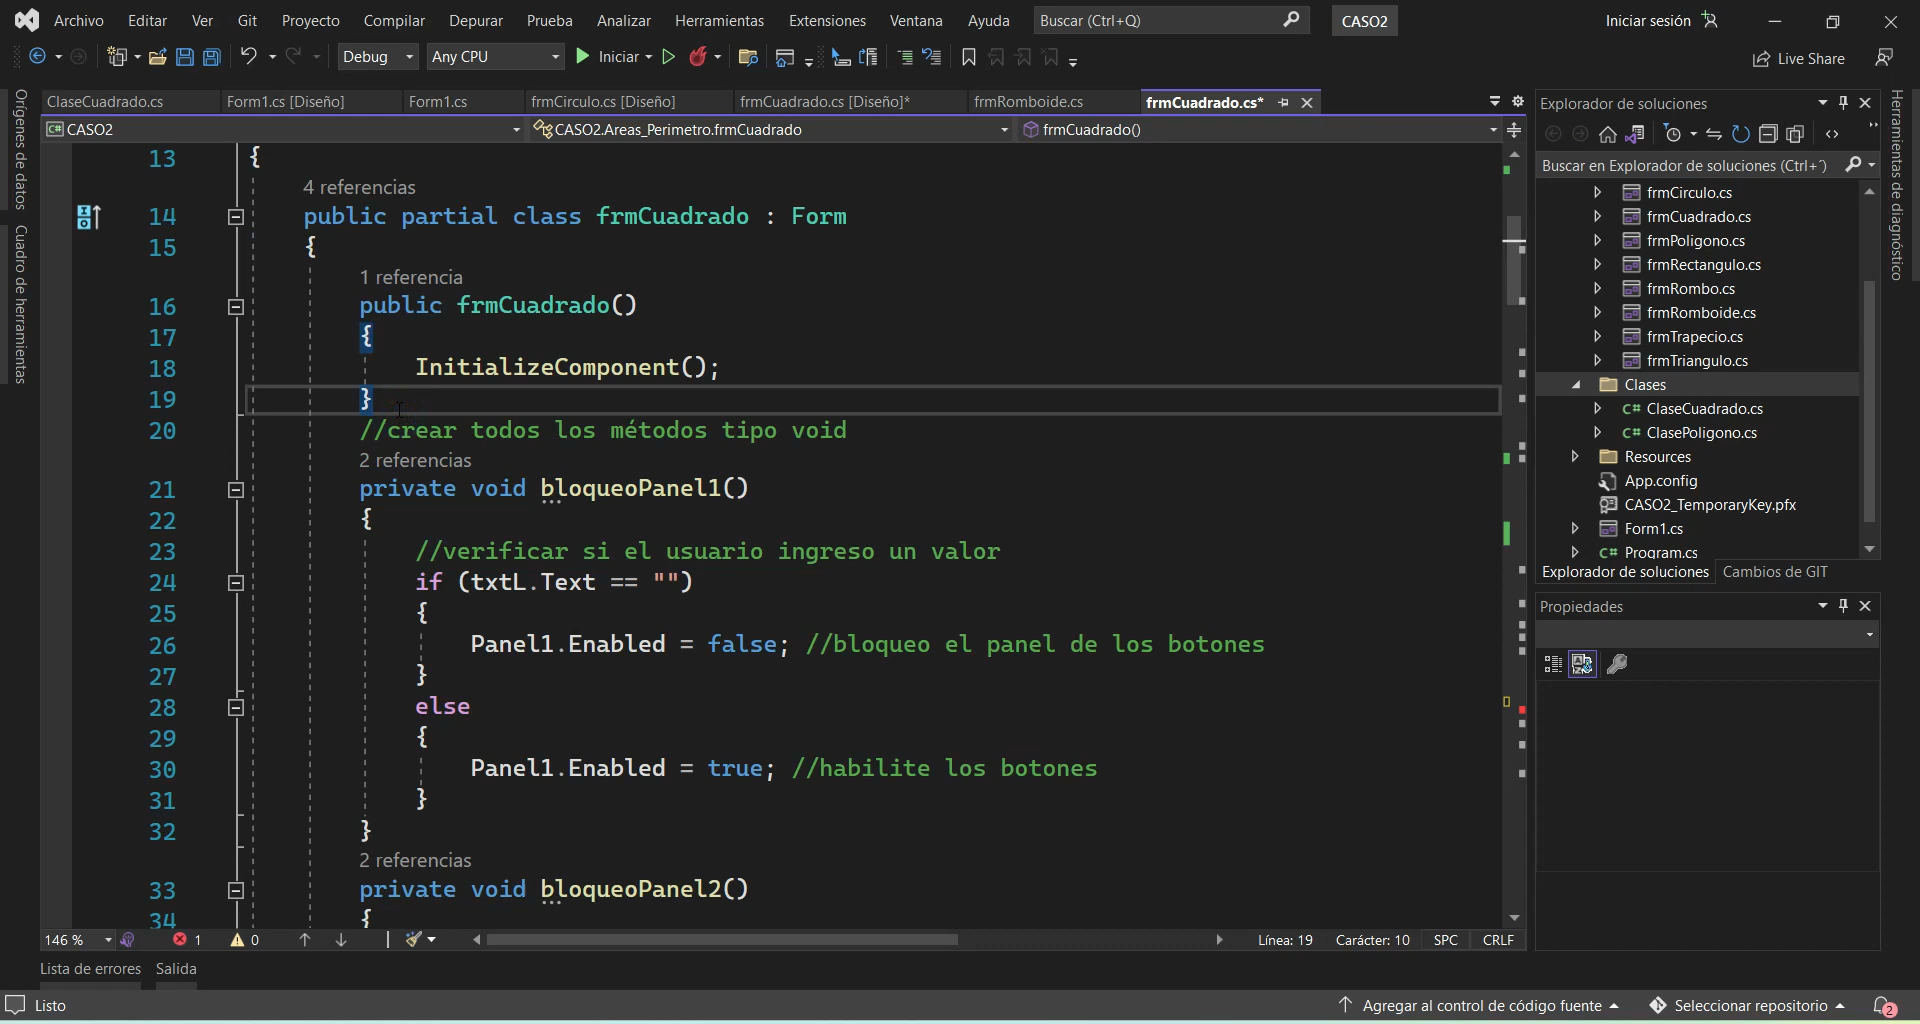 Archivo Editar Ver Git Proyecto Compilar Depurar Prueba Analizar Herramientas Extensiones Ventana Ayuda Buscar (Ctrl+Q) CASO2 Iniciar sesión
Debug Any CPU Iniciar Live Share
Orígenes de datos
Cuadro de herramientas
ClaseCuadrado.cs Form1.cs [Diseño] Form1.cs frmCirculo.cs [Diseño] frmCuadrado.cs [Diseño]* frmRomboide.cs frmCuadrado.cs*
C# CASO2 CASO2.Areas_Perimetro.frmCuadrado frmCuadrado()
13 {
4 referencias
14 public partial class frmCuadrado : Form
15 {
1 referencia
16 public frmCuadrado()
17 {
18 InitializeComponent();
19 }
20 //crear todos los métodos tipo void
2 referencias
21 private void bloqueoPanel1()
22 {
23 //verificar si el usuario ingreso un valor
24 if (txtL.Text == "")
25 {
26 Panel1.Enabled = false; //bloqueo el panel de los botones
27 }
28 else
29 {
30 Panel1.Enabled = true; //habilite los botones
31 }
32 }
2 referencias
33 private void bloqueoPanel2()
34 {
146 % 1 0 Línea: 19 Carácter: 10 SPC CRLF
Lista de errores Salida
Explorador de soluciones
Buscar en Explorador de soluciones (Ctrl+´)
frmCirculo.cs
frmCuadrado.cs
frmPoligono.cs
frmRectangulo.cs
frmRombo.cs
frmRomboide.cs
frmTrapecio.cs
frmTriangulo.cs
Clases
C# ClaseCuadrado.cs
C# ClasePoligono.cs
Resources
App.config
CASO2_TemporaryKey.pfx
Form1.cs
C# Program.cs
Explorador de soluciones Cambios de GIT
Propiedades
Herramientas de diagnóstico
Listo Agregar al control de código fuente Seleccionar repositorio 2